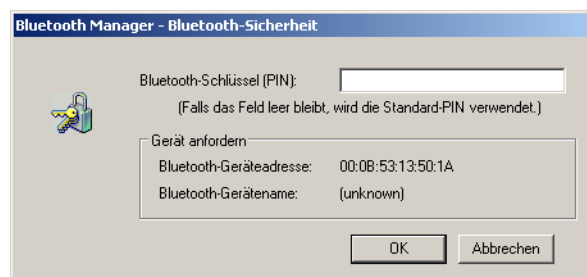 Bluetooth Manager - Bluetooth-Sicherheit
Bluetooth-Schlüssel (PIN):
(Falls das Feld leer bleibt, wird die Standard-PIN verwendet.)
Gerät anfordern
Bluetooth-Geräteadresse: 00:0B:53:13:50:1A
Bluetooth-Gerätename: (unknown)
OK Abbrechen